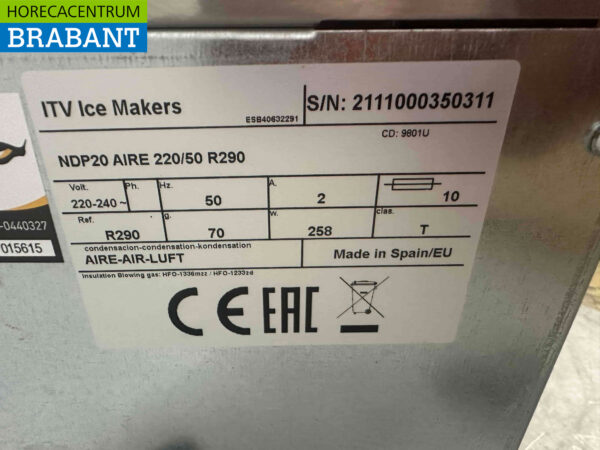 HORECACENTRUM
BRABANT
ITV Ice Makers
ESB40632291
S/N: 2111000350311
CD: 9801U
NDP20 AIRE 220/50 R290
Volt. Ph. Hz. A.
220-240 ~ 50 2 10
Ref. g. w. clas.
R290 70 258 T
condensacion-condensation-kondensation
AIRE-AIR-LUFT
Made in Spain/EU
Insulation Blowing gas: HFO-1336mzz / HFO-1233zd
CE EAC
-0440327
015615